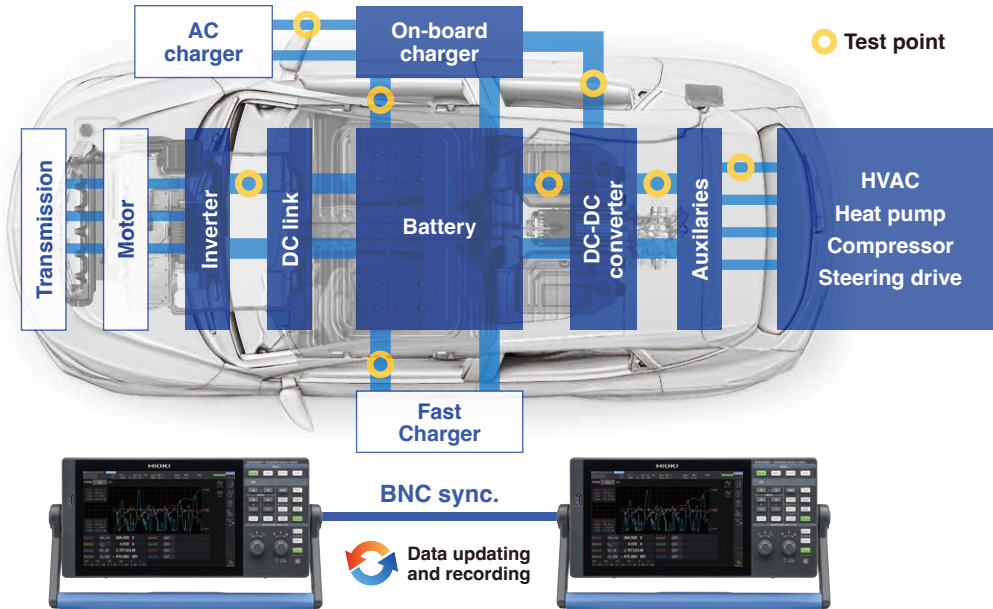 AC
charger
On-board
charger
Test point
Transmission
Motor
Inverter
DC link
Battery
DC-DC
converter
Auxilaries
HVAC
Heat pump
Compressor
Steering drive
Fast
Charger
HIOKI
BNC sync.
HIOKI
Data updating
and recording